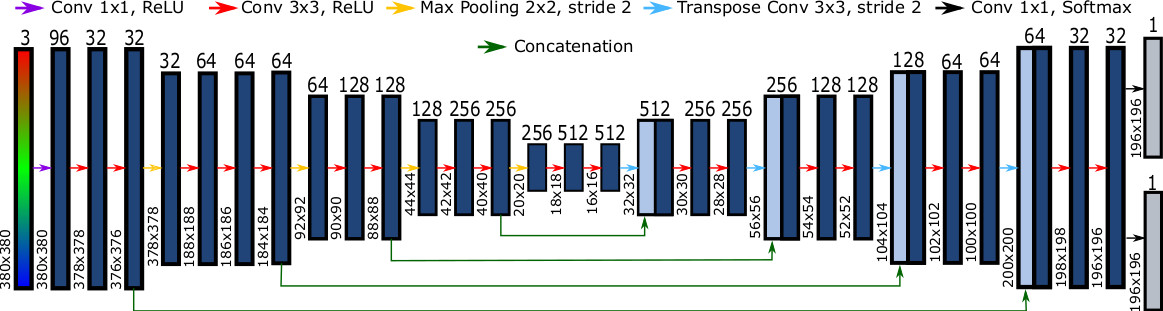 Conv 1x1, ReLU
Conv 3x3, ReLU
Max Pooling 2x2, stride 2
Transpose Conv 3x3, stride 2
Conv 1x1, Softmax
Concatenation
3
96
32
32
32
64
64
64
64
128
128
128
256
256
256
512
512
512
256
256
256
128
128
128
64
64
64
32
32
1
1
380x380
380x380
378x378
376x376
378x378
188x188
186x186
184x184
92x92
90x90
88x88
44x44
42x42
40x40
20x20
18x18
16x16
32x32
30x30
28x28
56x56
54x54
52x52
104x104
102x102
100x100
200x200
198x198
196x196
196x196
196x196